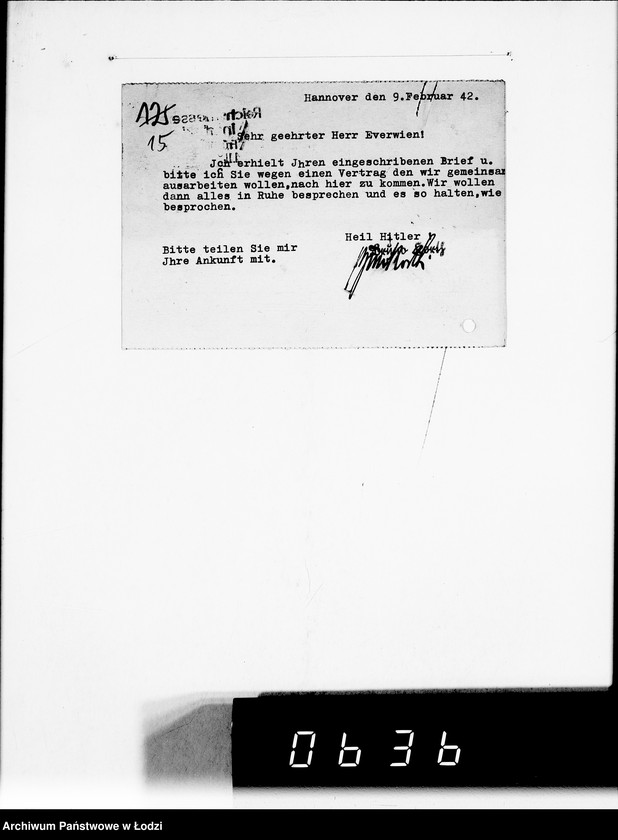 Hannover den 9.Februar 42.
125
15
Sehr geehrter Herr Everwien!
Jch erhielt Jhren eingeschribenen Brief u.
bitte ich Sie wegen einen Vertrag den wir gemeinsam
ausarbeiten wollen,nach hier zu kommen.Wir wollen
dann alles in Ruhe besprechen und es so halten,wie
besprochen.
Heil Hitler
Bitte teilen Sie mir
Jhre Ankunft mit.
0636
Archiwum Państwowe w Łodzi